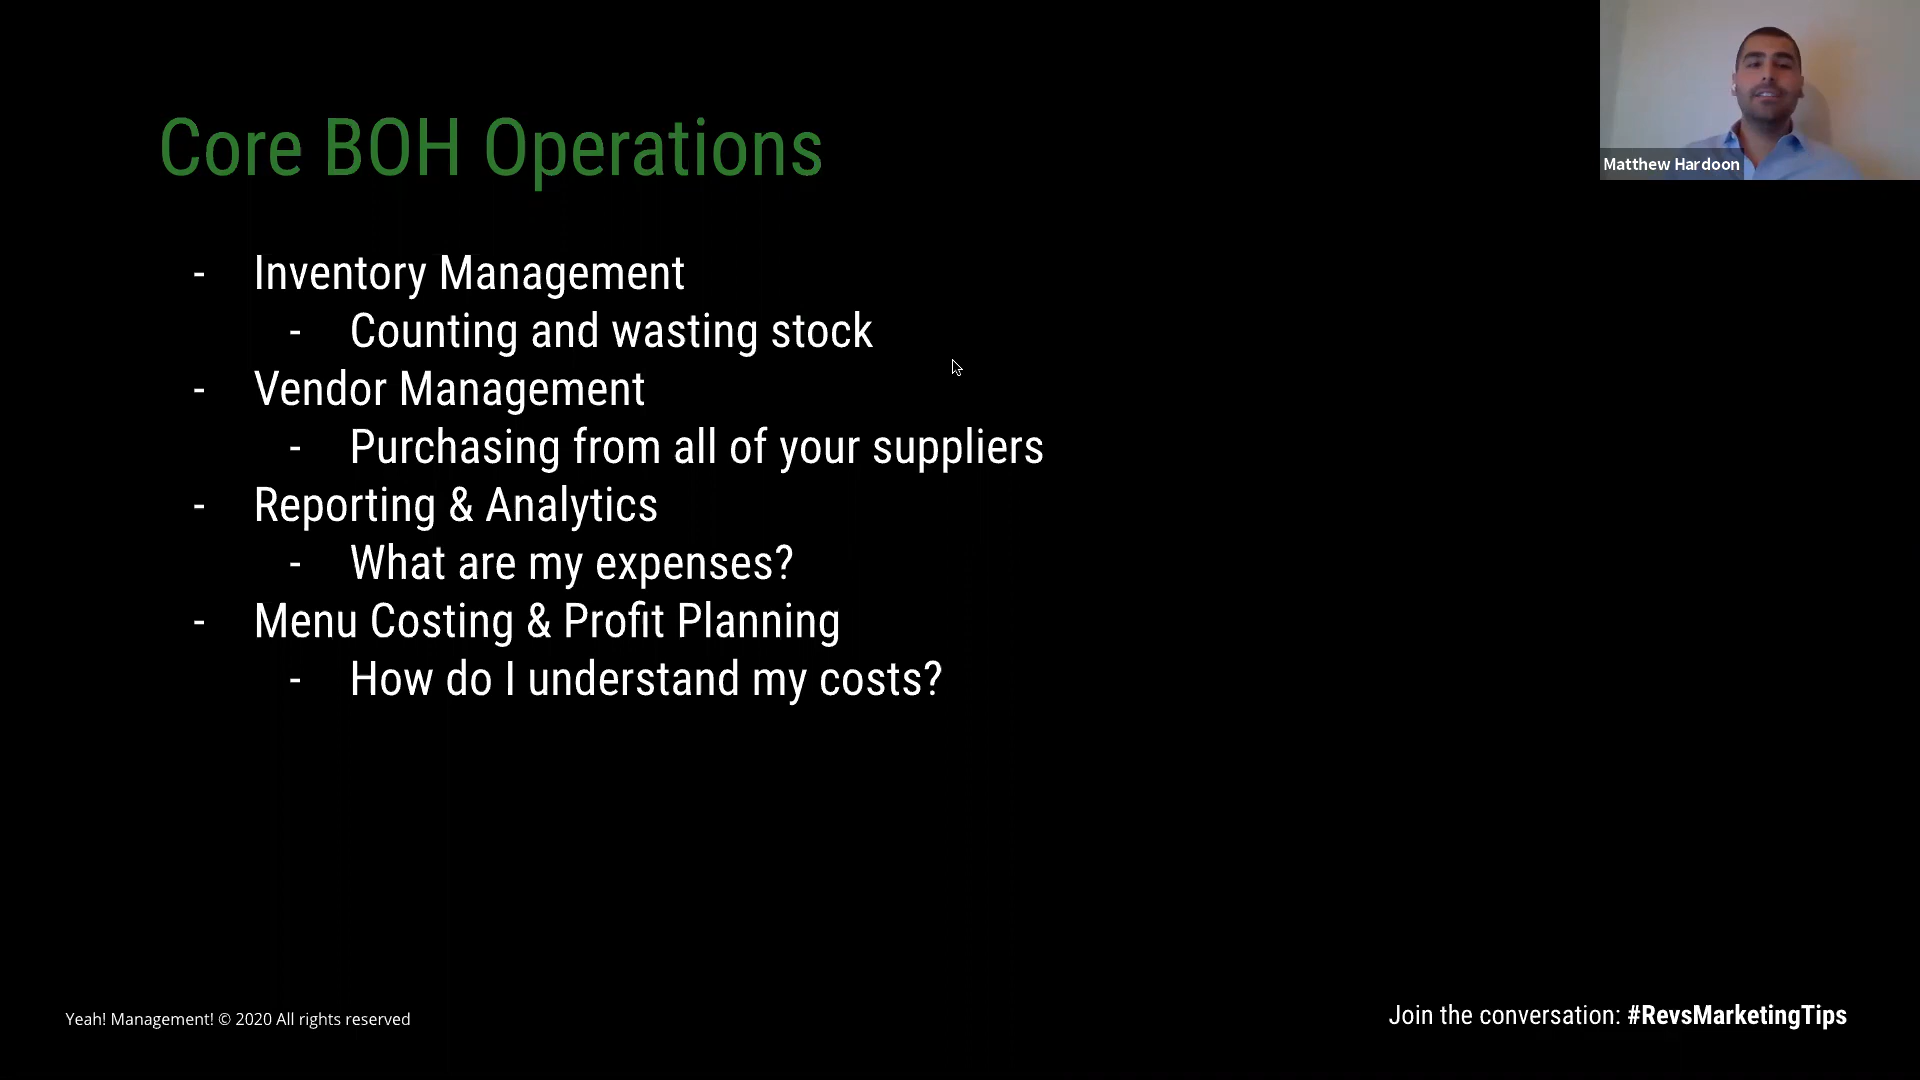 Core BOH Operations
Matthew Hardoon
- Inventory Management
- Counting and wasting stock
- Vendor Management
- Purchasing from all of your suppliers
- Reporting & Analytics
- What are my expenses?
- Menu Costing & Profit Planning
- How do I understand my costs?
Yeah! Management! © 2020 All rights reserved
Join the conversation: #RevsMarketingTips